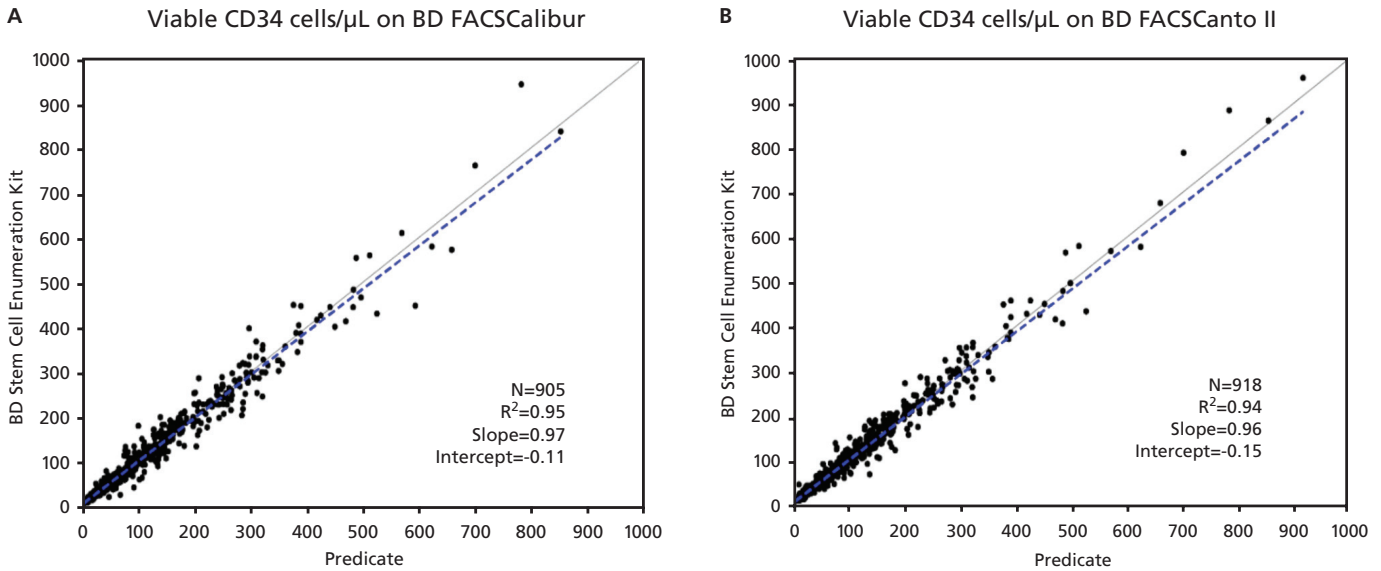 A
Viable CD34 cells/µL on BD FACSCalibur
BD Stem Cell Enumeration Kit
1000
900
800
700
600
500
400
300
200
100
0
N=905
R²=0.95
Slope=0.97
Intercept=-0.11
0 100 200 300 400 500 600 700 800 900 1000
Predicate
B
Viable CD34 cells/µL on BD FACSCanto II
BD Stem Cell Enumeration Kit
1000
900
800
700
600
500
400
300
200
100
0
N=918
R²=0.94
Slope=0.96
Intercept=-0.15
0 100 200 300 400 500 600 700 800 900 1000
Predicate